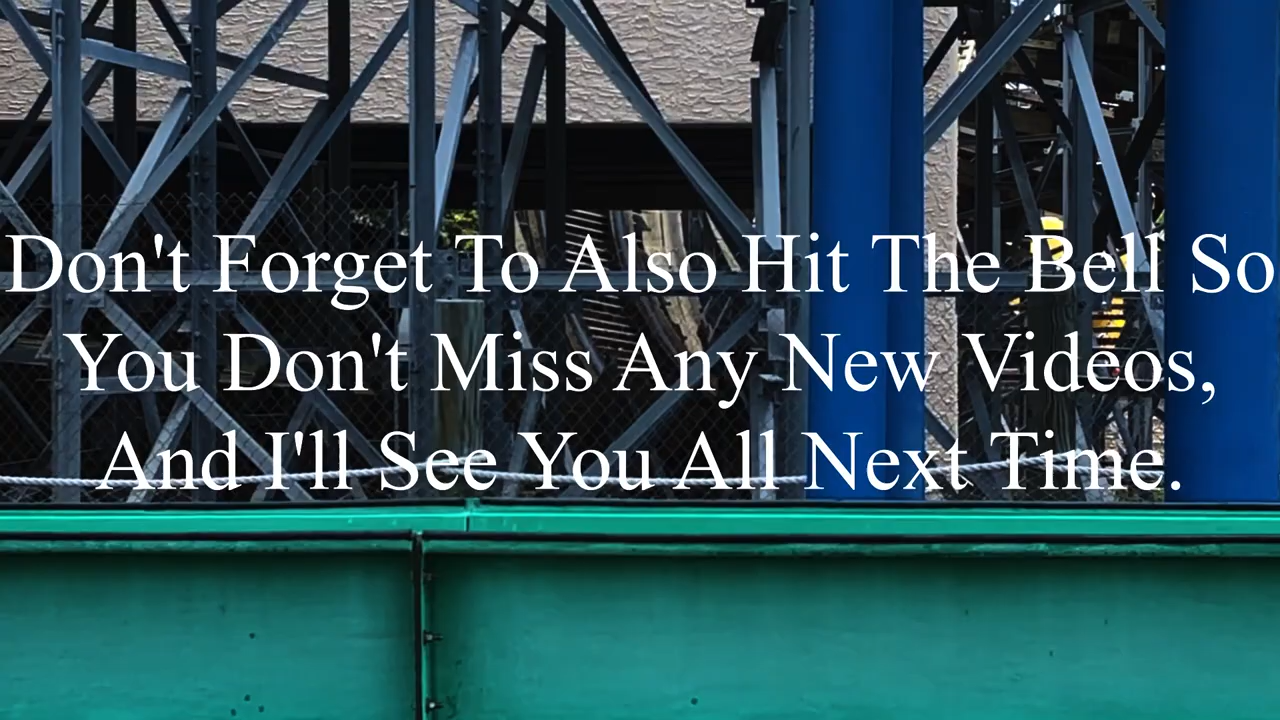 Don't Forget To Also Hit The Bell So
You Don't Miss Any New Videos,
And I'll See You All Next Time.